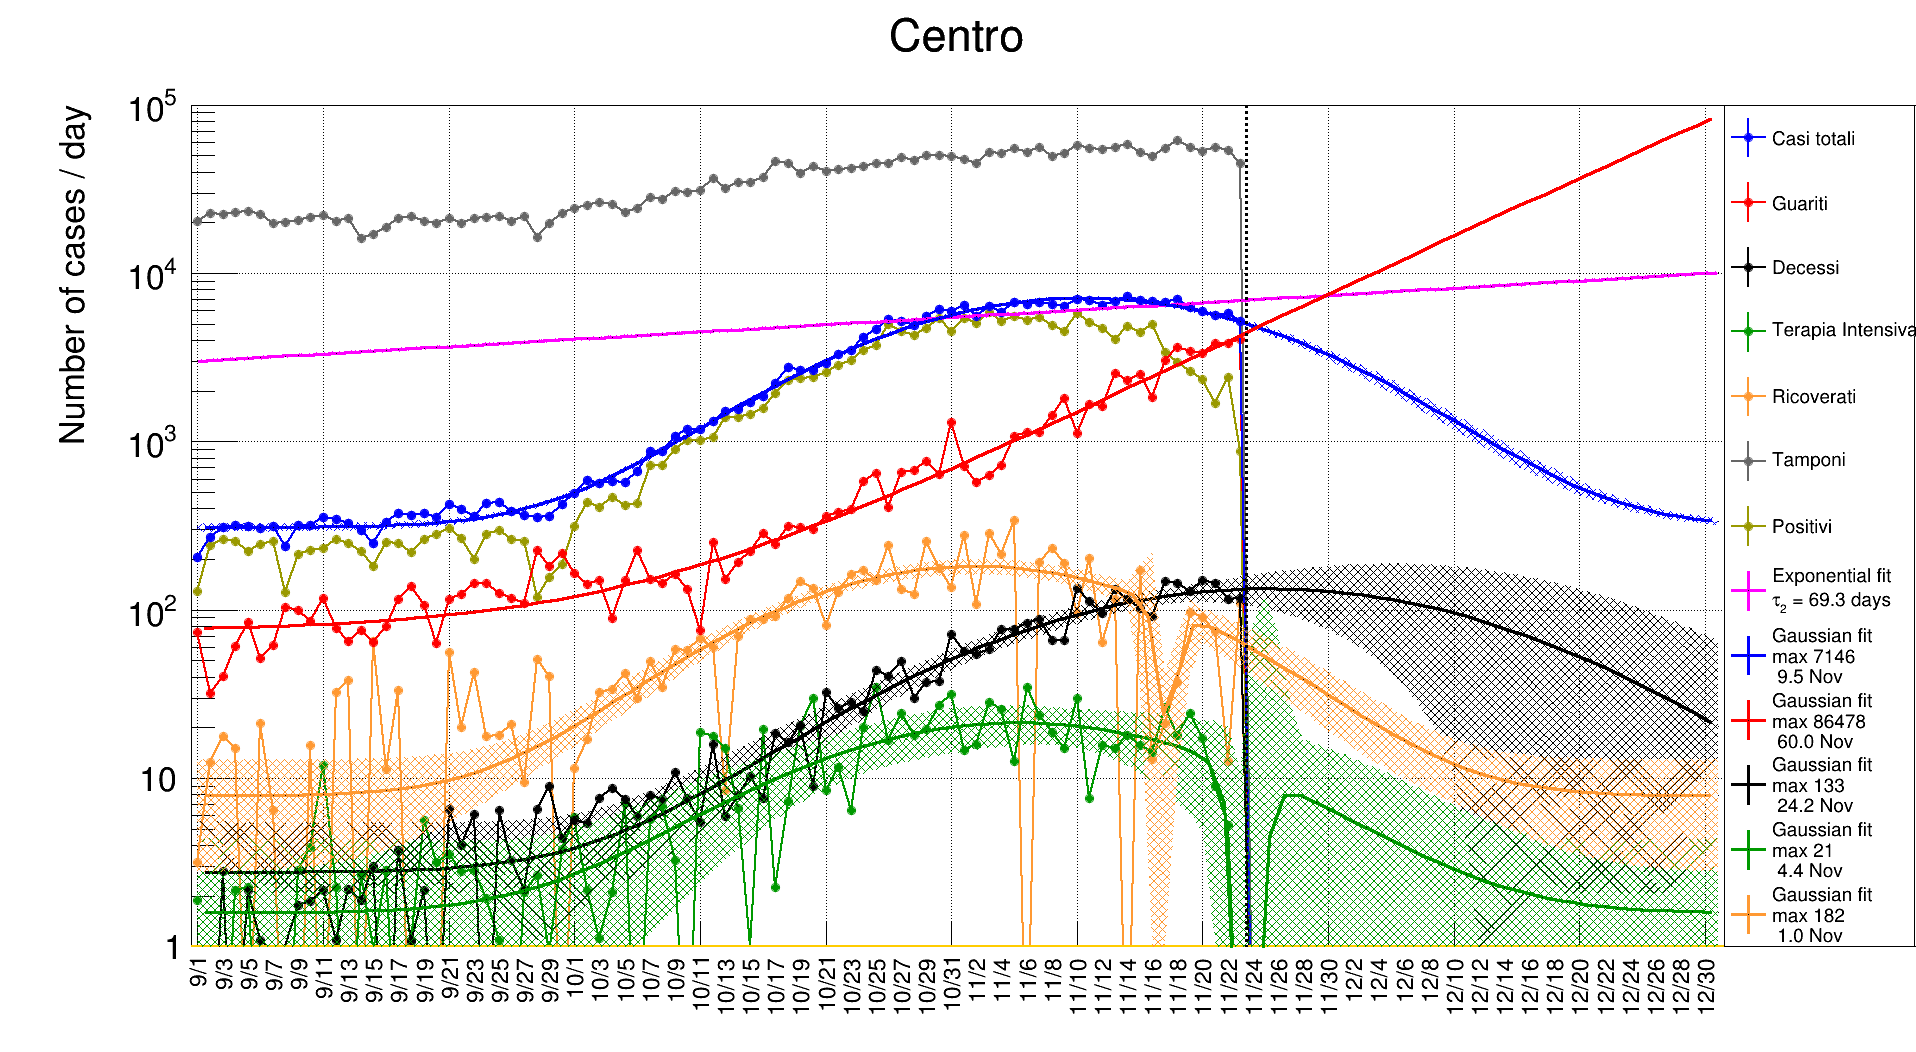 Centro
Number of cases / day
10^5
10^4
10^3
10^2
10
1
9/1 9/3 9/5 9/7 9/9 9/11 9/13 9/15 9/17 9/19 9/21 9/23 9/25 9/27 9/29 10/1 10/3 10/5 10/7 10/9 10/11 10/13 10/15 10/17 10/19 10/21 10/23 10/25 10/27 10/29 10/31 11/2 11/4 11/6 11/8 11/10 11/12 11/14 11/16 11/18 11/20 11/22 11/24 11/26 11/28 11/30 12/2 12/4 12/6 12/8 12/10 12/12 12/14 12/16 12/18 12/20 12/22 12/24 12/26 12/28 12/30
Casi totali
Guariti
Decessi
Terapia Intensiva
Ricoverati
Tamponi
Positivi
Exponential fit
τ₂ = 69.3 days
Gaussian fit
max 7146
9.5 Nov
Gaussian fit
max 86478
60.0 Nov
Gaussian fit
max 133
24.2 Nov
Gaussian fit
max 21
4.4 Nov
Gaussian fit
max 182
1.0 Nov